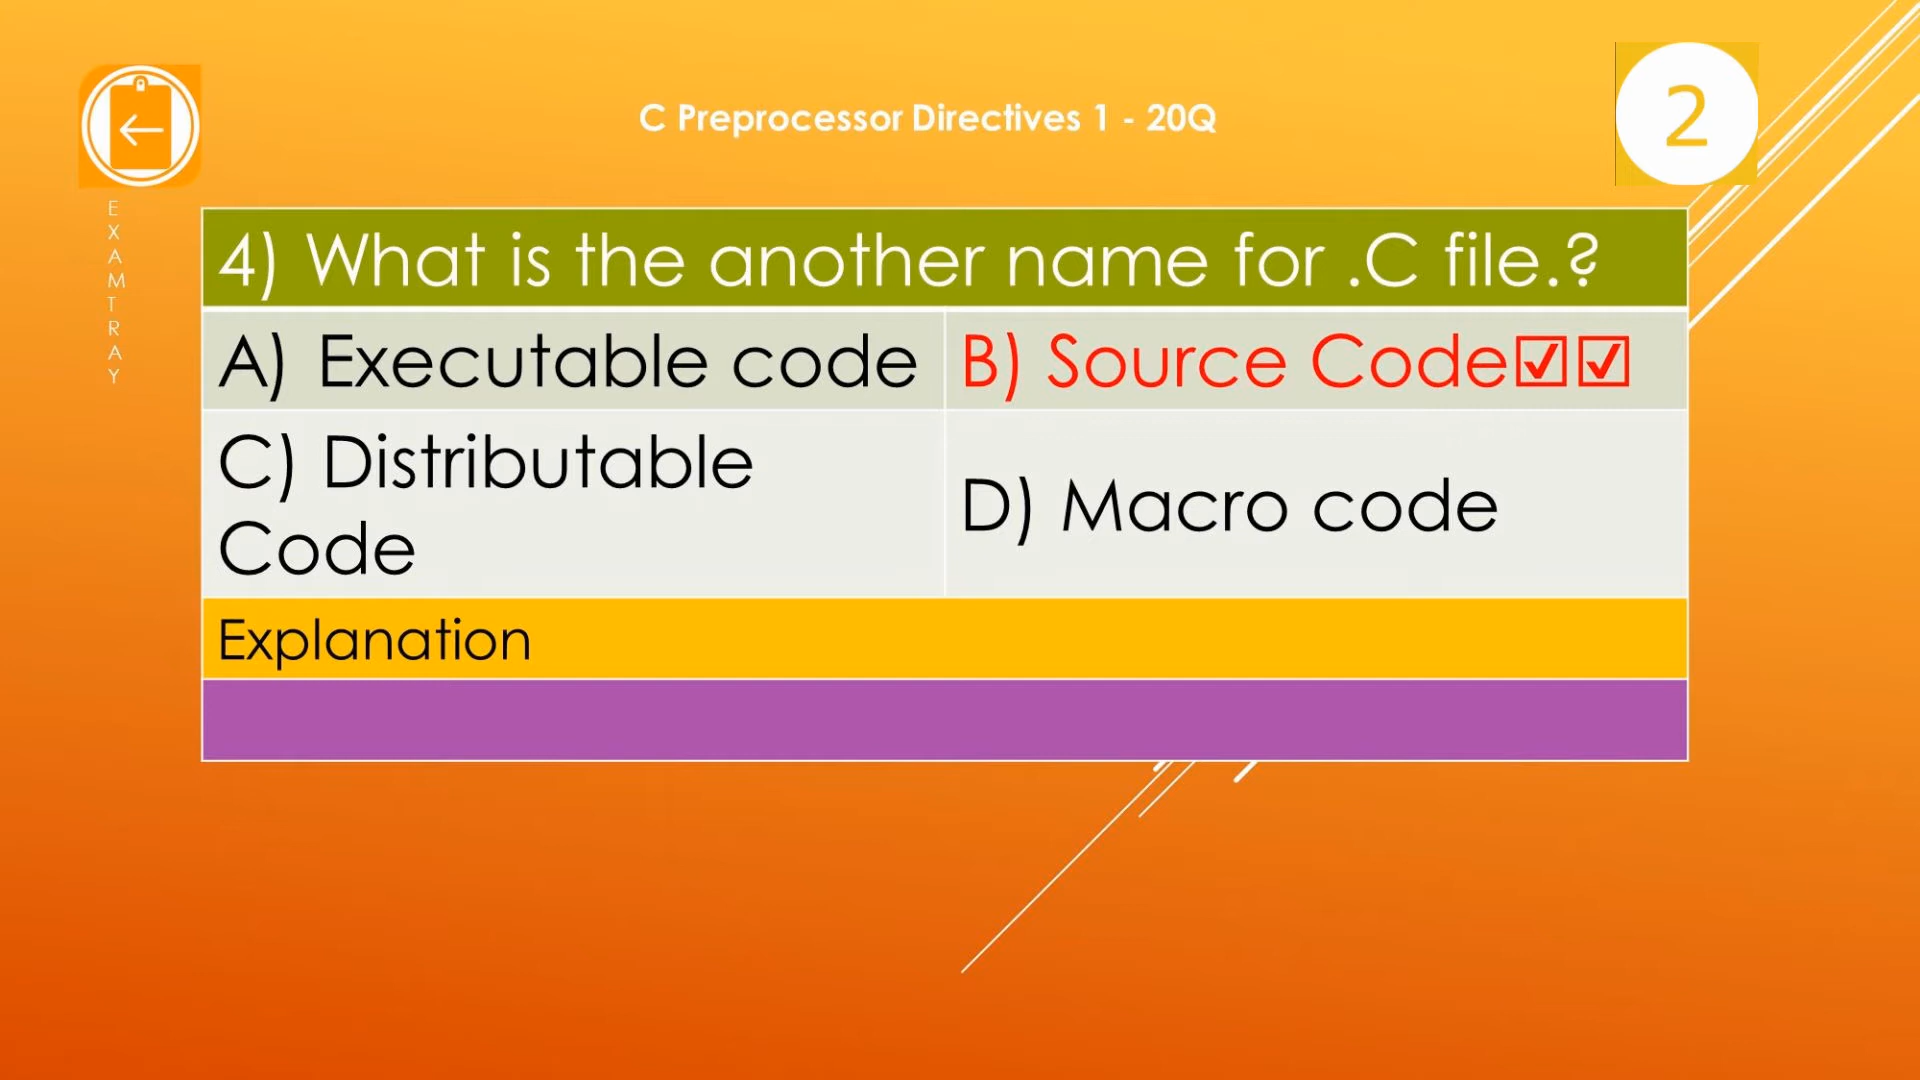 C Preprocessor Directives 1 - 20Q
2
E
X
A
M
T
R
A
Y
4) What is the another name for .C file.?
A) Executable code
B) Source Code☑☑
C) Distributable
Code
D) Macro code
Explanation